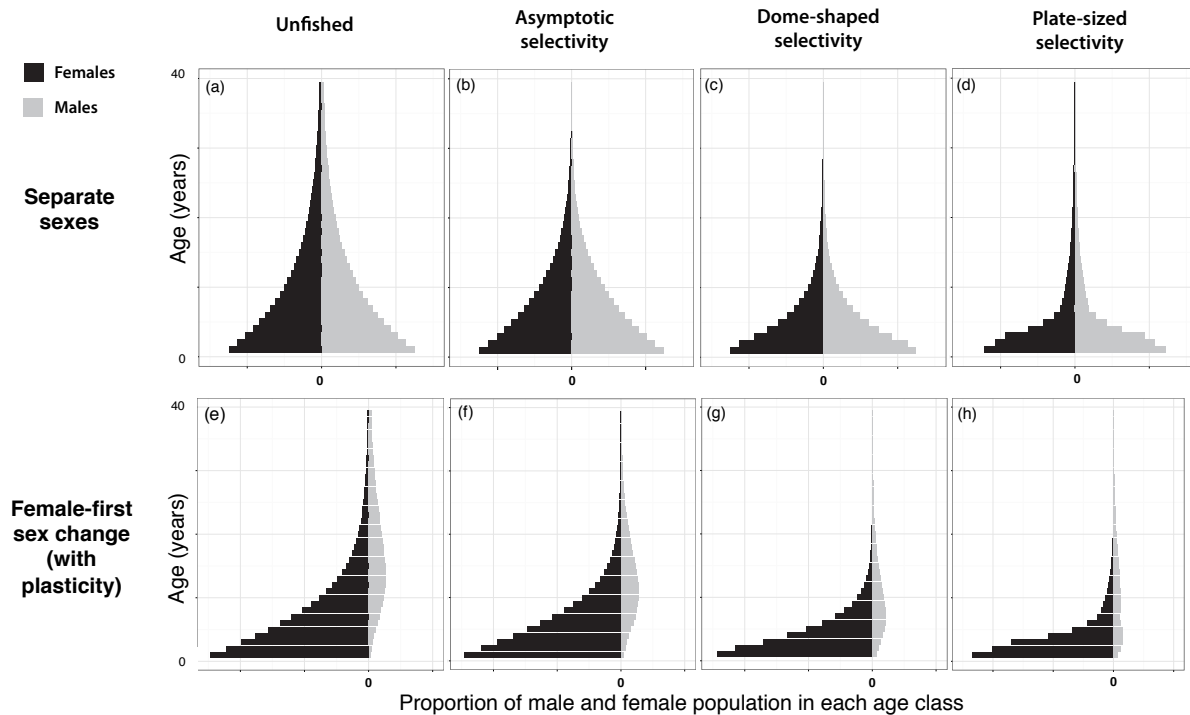 Unfished
Asymptotic
selectivity
Dome-shaped
selectivity
Plate-sized
selectivity
Females
Males
Separate
sexes
Age (years)
40
0
(a)
(b)
(c)
(d)
0
0
0
0
Female-first
sex change
(with
plasticity)
Age (years)
40
0
(e)
(f)
(g)
(h)
0
0
0
0
Proportion of male and female population in each age class